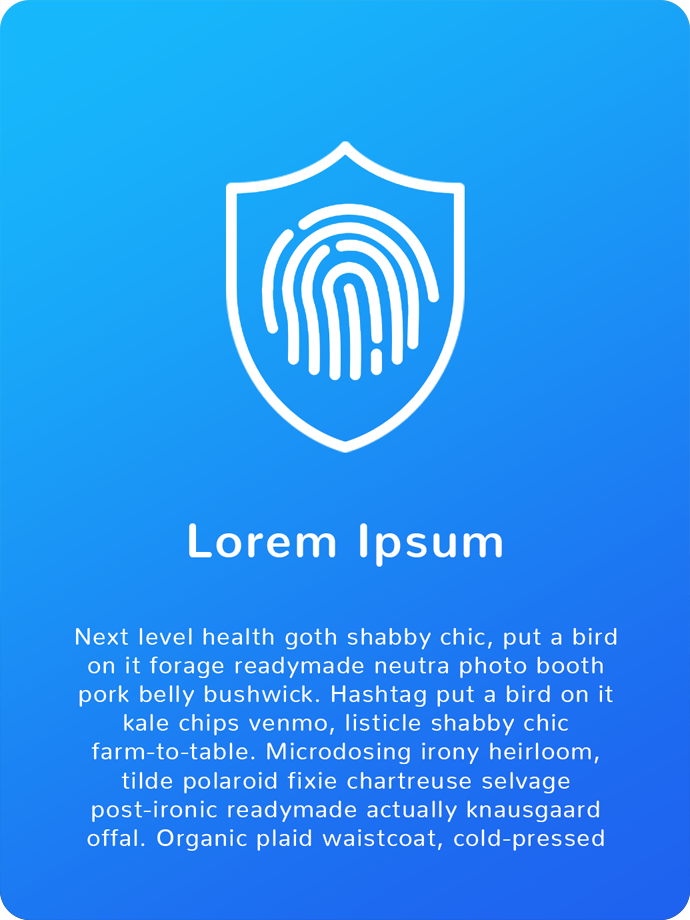 Lorem Ipsum
Next level health goth shabby chic, put a bird
on it forage readymade neutra photo booth
pork belly bushwick. Hashtag put a bird on it
kale chips venmo, listicle shabby chic
farm-to-table. Microdosing irony heirloom,
tilde polaroid fixie chartreuse selvage
post-ironic readymade actually knausgaard
offal. Organic plaid waistcoat, cold-pressed